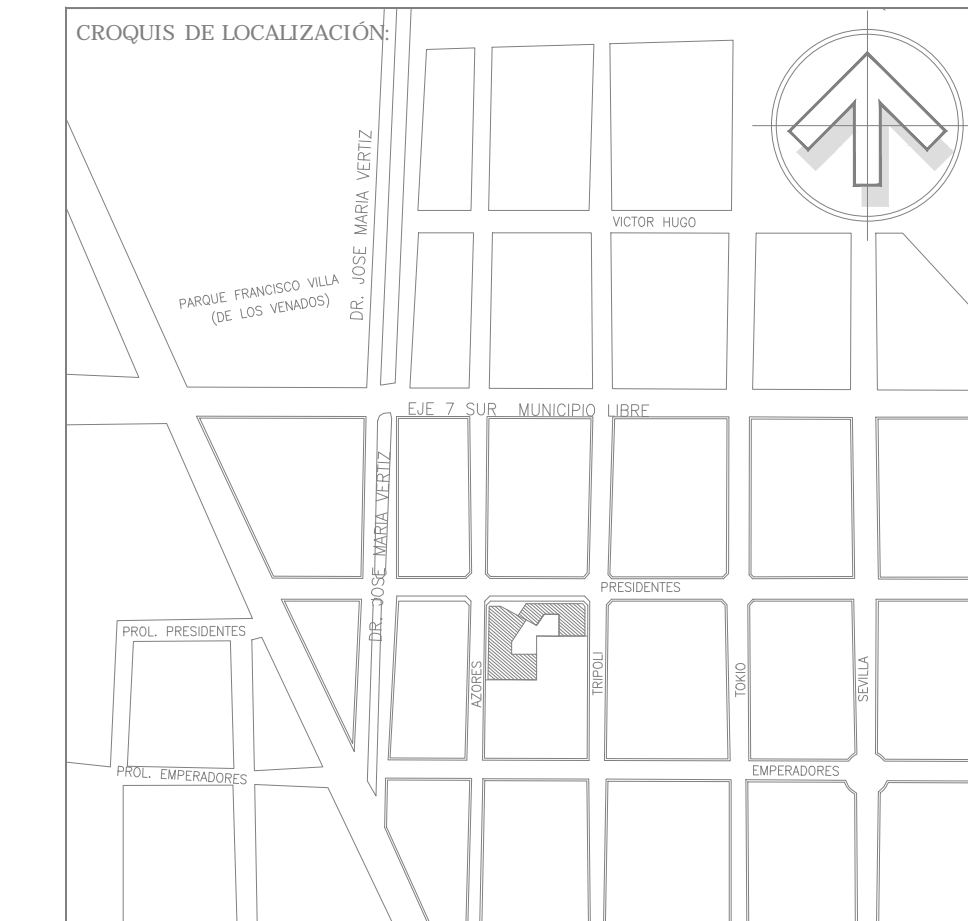 CROQUIS DE LOCALIZACIÓN:
DR. JOSE MARIA VERTIZ
VICTOR HUGO
PARQUE FRANCISCO VILLA
(DE LOS VENADOS)
EJE 7 SUR MUNICIPIO LIBRE
DR. JOSE MARIA VERTIZ
PRESIDENTES
PROL. PRESIDENTES
AZORES
TRIPOLI
TOKIO
SEVILLA
PROL. EMPERADORES
EMPERADORES